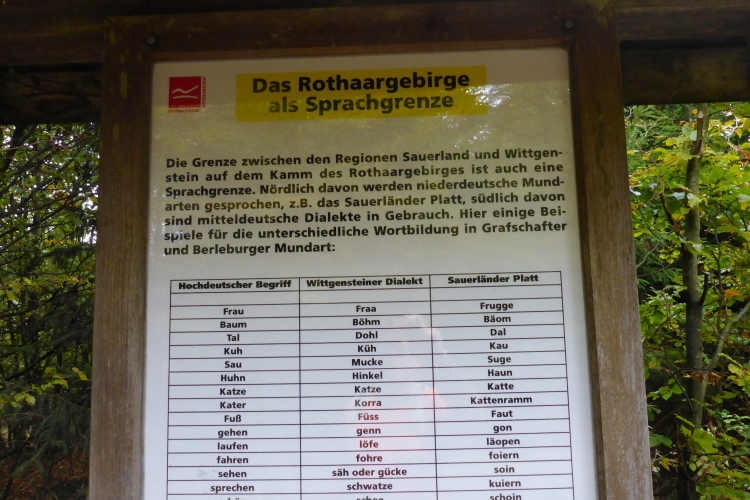 Das Rothaargebirge
als Sprachgrenze
Die Grenze zwischen den Regionen Sauerland und Wittgen-
stein auf dem Kamm des Rothaargebirges ist auch eine
Sprachgrenze. Nördlich davon werden niederdeutsche Mund-
arten gesprochen, z.B. das Sauerländer Platt, südlich davon
sind mitteldeutsche Dialekte in Gebrauch. Hier einige Bei-
spiele für die unterschiedliche Wortbildung in Grafschafter
und Berleburger Mundart:
Hochdeutscher Begriff Wittgensteiner Dialekt Sauerländer Platt
Frau Fraa Frugge
Baum Böhm Bäom
Tal Dohl Dal
Kuh Küh Kau
Sau Mucke Suge
Huhn Hinkel Haun
Katze Katze Katte
Kater Korra Kattenramm
Fuß Füss Faut
gehen genn gon
laufen löfe läopen
fahren fohre foiern
sehen säh oder gücke soin
sprechen schwatze kuiern
schoin